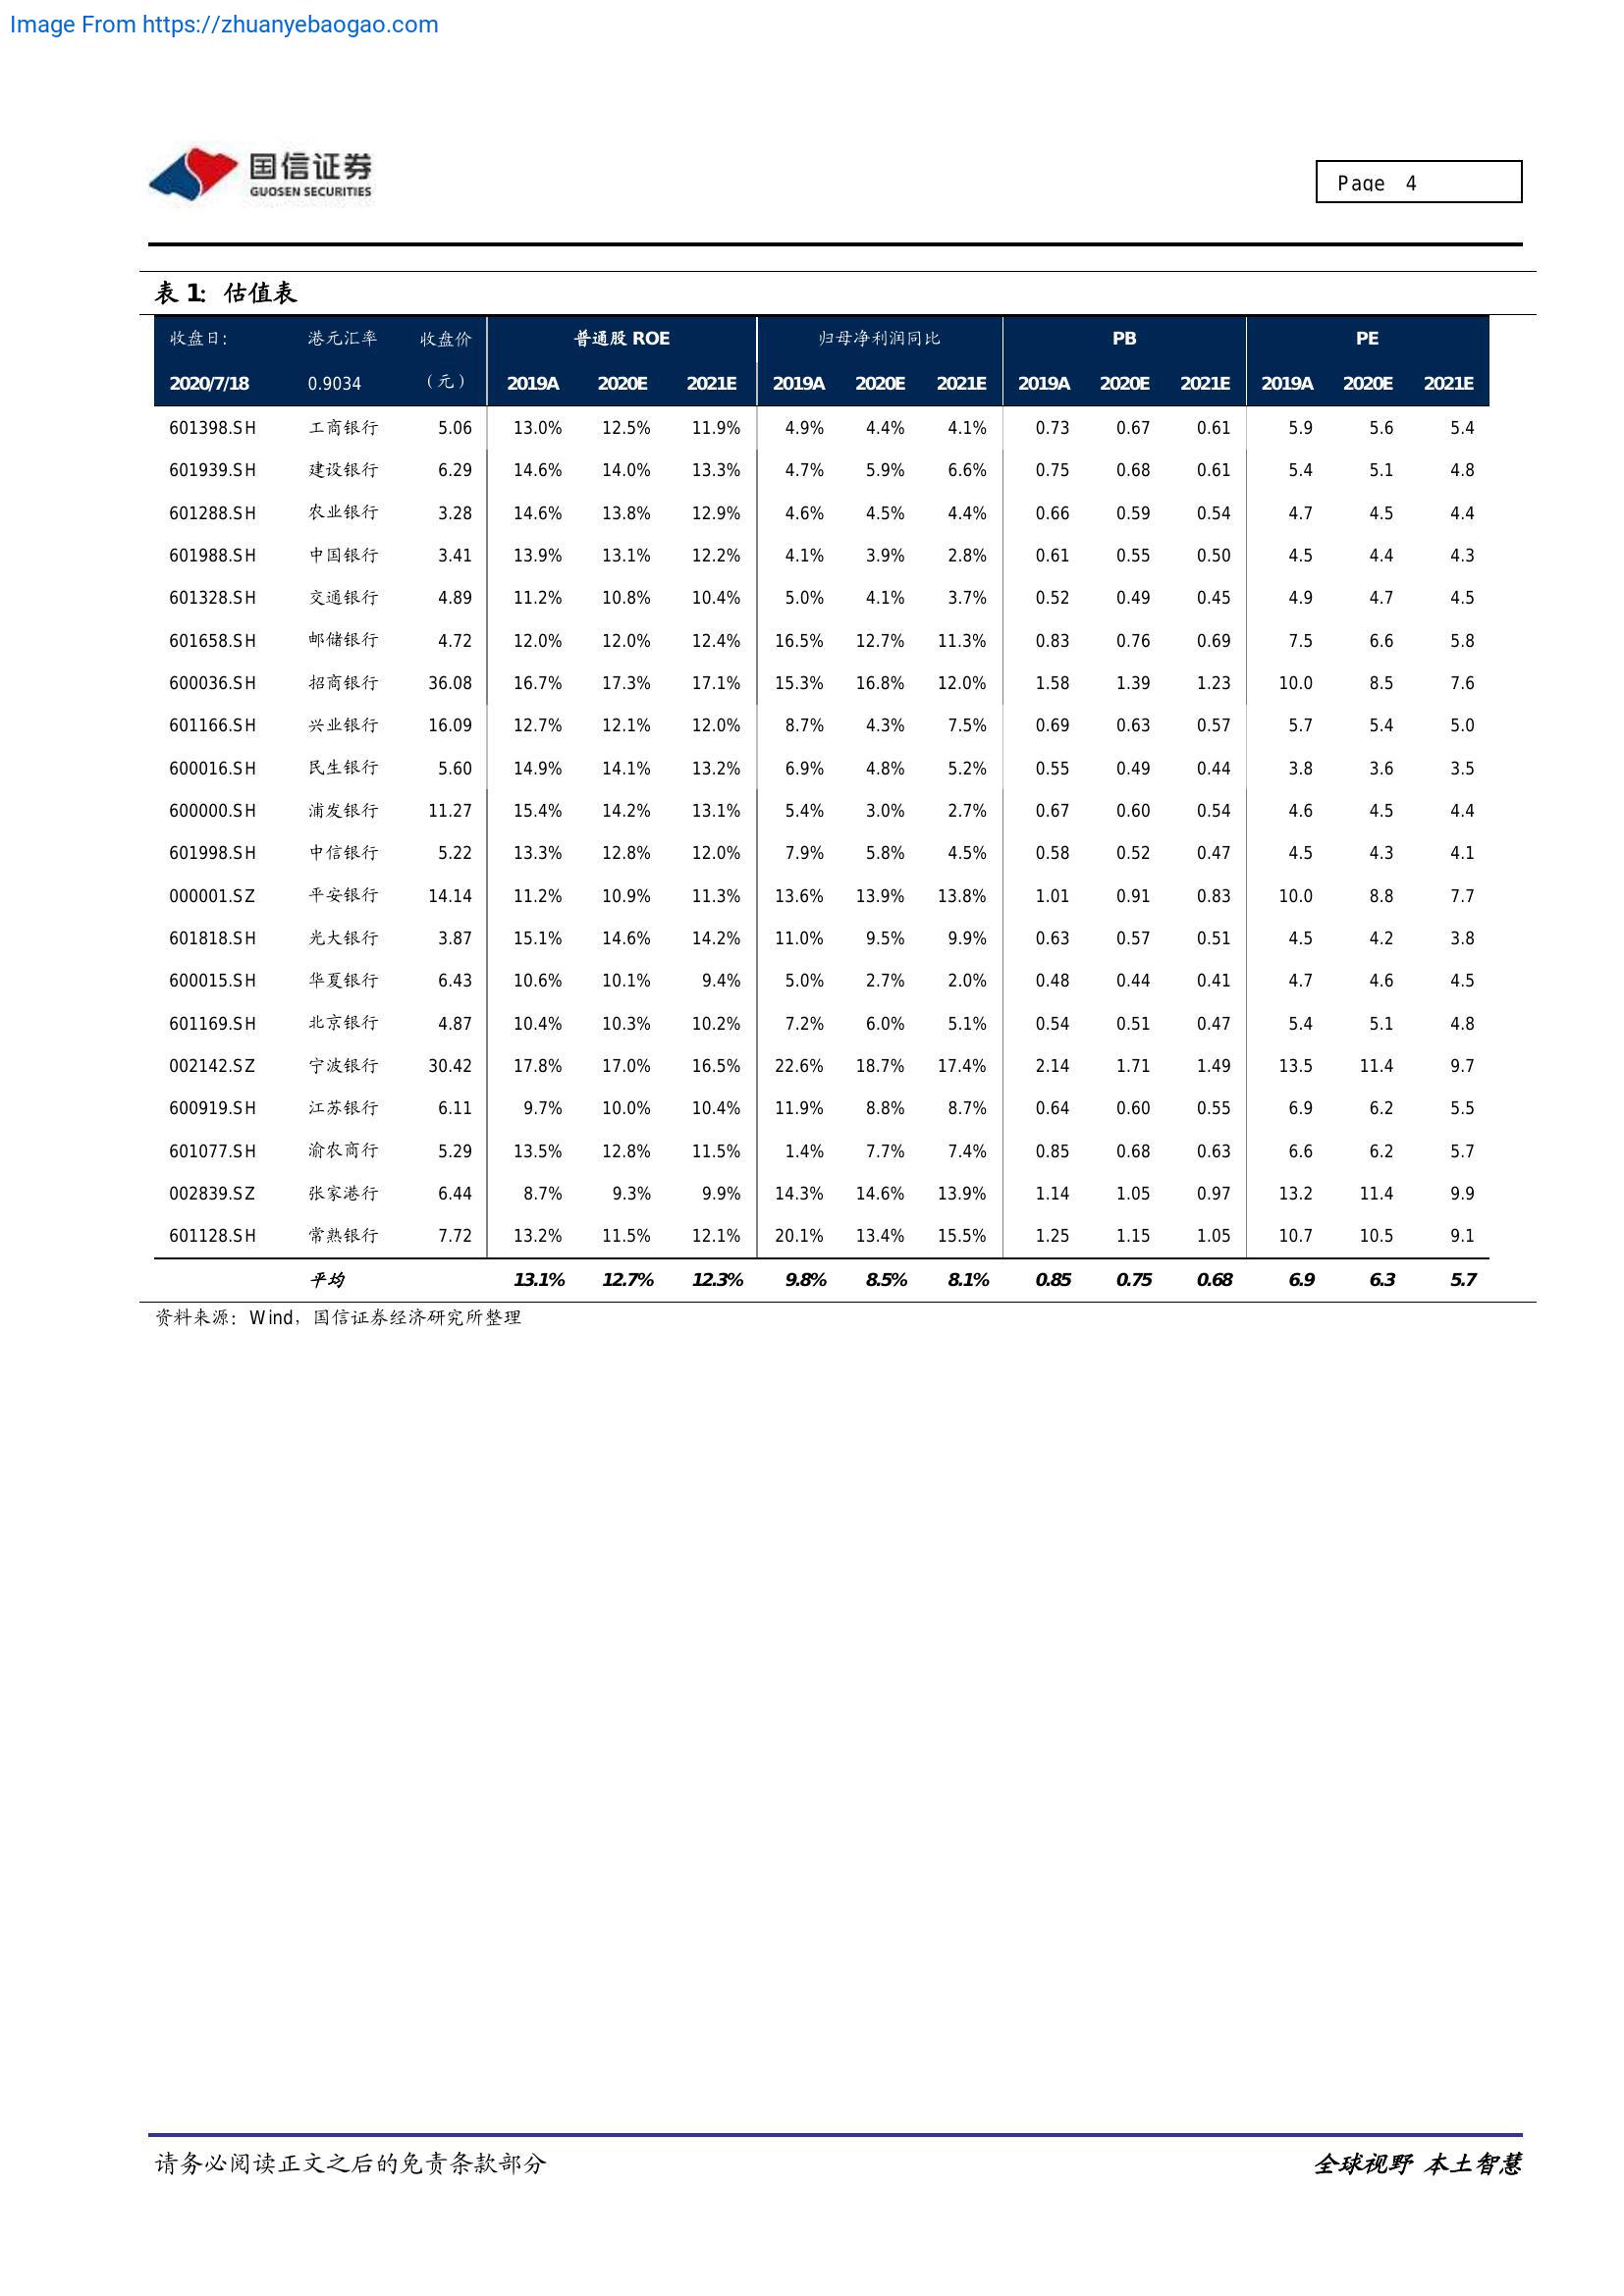 Image From https://zhuanyebaogao.com
国信证券
GUOSEN SECURITIES
Page 4
表 1: 估值表
收盘日: 港元汇率 收盘价 普通股 ROE 归母净利润同比 PB PE
2020/7/18 0.9034 （元） 2019A 2020E 2021E 2019A 2020E 2021E 2019A 2020E 2021E 2019A 2020E 2021E
601398.SH 工商银行 5.06 13.0% 12.5% 11.9% 4.9% 4.4% 4.1% 0.73 0.67 0.61 5.9 5.6 5.4
601939.SH 建设银行 6.29 14.6% 14.0% 13.3% 4.7% 5.9% 6.6% 0.75 0.68 0.61 5.4 5.1 4.8
601288.SH 农业银行 3.28 14.6% 13.8% 12.9% 4.6% 4.5% 4.4% 0.66 0.59 0.54 4.7 4.5 4.4
601988.SH 中国银行 3.41 13.9% 13.1% 12.2% 4.1% 3.9% 2.8% 0.61 0.55 0.50 4.5 4.4 4.3
601328.SH 交通银行 4.89 11.2% 10.8% 10.4% 5.0% 4.1% 3.7% 0.52 0.49 0.45 4.9 4.7 4.5
601658.SH 邮储银行 4.72 12.0% 12.0% 12.4% 16.5% 12.7% 11.3% 0.83 0.76 0.69 7.5 6.6 5.8
600036.SH 招商银行 36.08 16.7% 17.3% 17.1% 15.3% 16.8% 12.0% 1.58 1.39 1.23 10.0 8.5 7.6
601166.SH 兴业银行 16.09 12.7% 12.1% 12.0% 8.7% 4.3% 7.5% 0.69 0.63 0.57 5.7 5.4 5.0
600016.SH 民生银行 5.60 14.9% 14.1% 13.2% 6.9% 4.8% 5.2% 0.55 0.49 0.44 3.8 3.6 3.5
600000.SH 浦发银行 11.27 15.4% 14.2% 13.1% 5.4% 3.0% 2.7% 0.67 0.60 0.54 4.6 4.5 4.4
601998.SH 中信银行 5.22 13.3% 12.8% 12.0% 7.9% 5.8% 4.5% 0.58 0.52 0.47 4.5 4.3 4.1
000001.SZ 平安银行 14.14 11.2% 10.9% 11.3% 13.6% 13.9% 13.8% 1.01 0.91 0.83 10.0 8.8 7.7
601818.SH 光大银行 3.87 15.1% 14.6% 14.2% 11.0% 9.5% 9.9% 0.63 0.57 0.51 4.5 4.2 3.8
600015.SH 华夏银行 6.43 10.6% 10.1% 9.4% 5.0% 2.7% 2.0% 0.48 0.44 0.41 4.7 4.6 4.5
601169.SH 北京银行 4.87 10.4% 10.3% 10.2% 7.2% 6.0% 5.1% 0.54 0.51 0.47 5.4 5.1 4.8
002142.SZ 宁波银行 30.42 17.8% 17.0% 16.5% 22.6% 18.7% 17.4% 2.14 1.71 1.49 13.5 11.4 9.7
600919.SH 江苏银行 6.11 9.7% 10.0% 10.4% 11.9% 8.8% 8.7% 0.64 0.60 0.55 6.9 6.2 5.5
601077.SH 渝农商行 5.29 13.5% 12.8% 11.5% 1.4% 7.7% 7.4% 0.85 0.68 0.63 6.6 6.2 5.7
002839.SZ 张家港行 6.44 8.7% 9.3% 9.9% 14.3% 14.6% 13.9% 1.14 1.05 0.97 13.2 11.4 9.9
601128.SH 常熟银行 7.72 13.2% 11.5% 12.1% 20.1% 13.4% 15.5% 1.25 1.15 1.05 10.7 10.5 9.1
平均 13.1% 12.7% 12.3% 9.8% 8.5% 8.1% 0.85 0.75 0.68 6.9 6.3 5.7
资料来源：Wind，国信证券经济研究所整理
请务必阅读正文之后的免责条款部分 全球视野 本土智慧